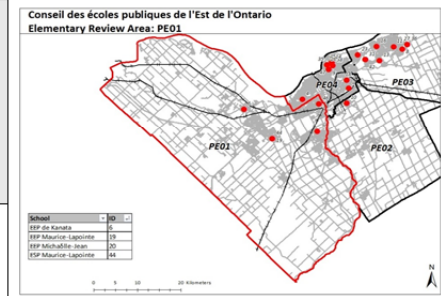 Conseil des écoles publiques de l'Est de l'Ontario
Elementary Review Area: PE01
PE03
PE04
PE01
PE02
School ID
EEP de Kanata 6
EEP Maurice-Lapointe 19
EEP Michaëlle-Jean 20
ESP Maurice-Lapointe 44
0 5 10 20 Kilometers
N